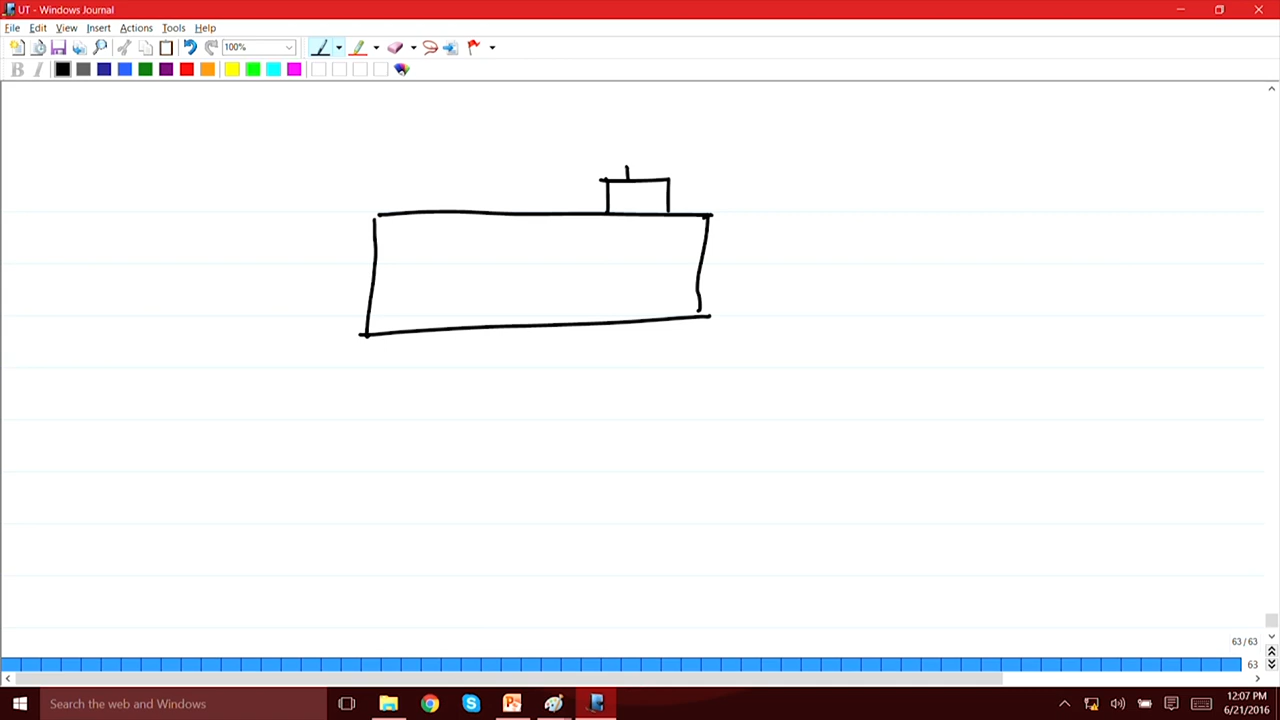 UT - Windows Journal
File Edit View Insert Actions Tools Help
100%
B I
63 / 63
63
Search the web and Windows
12:07 PM
6/21/2016